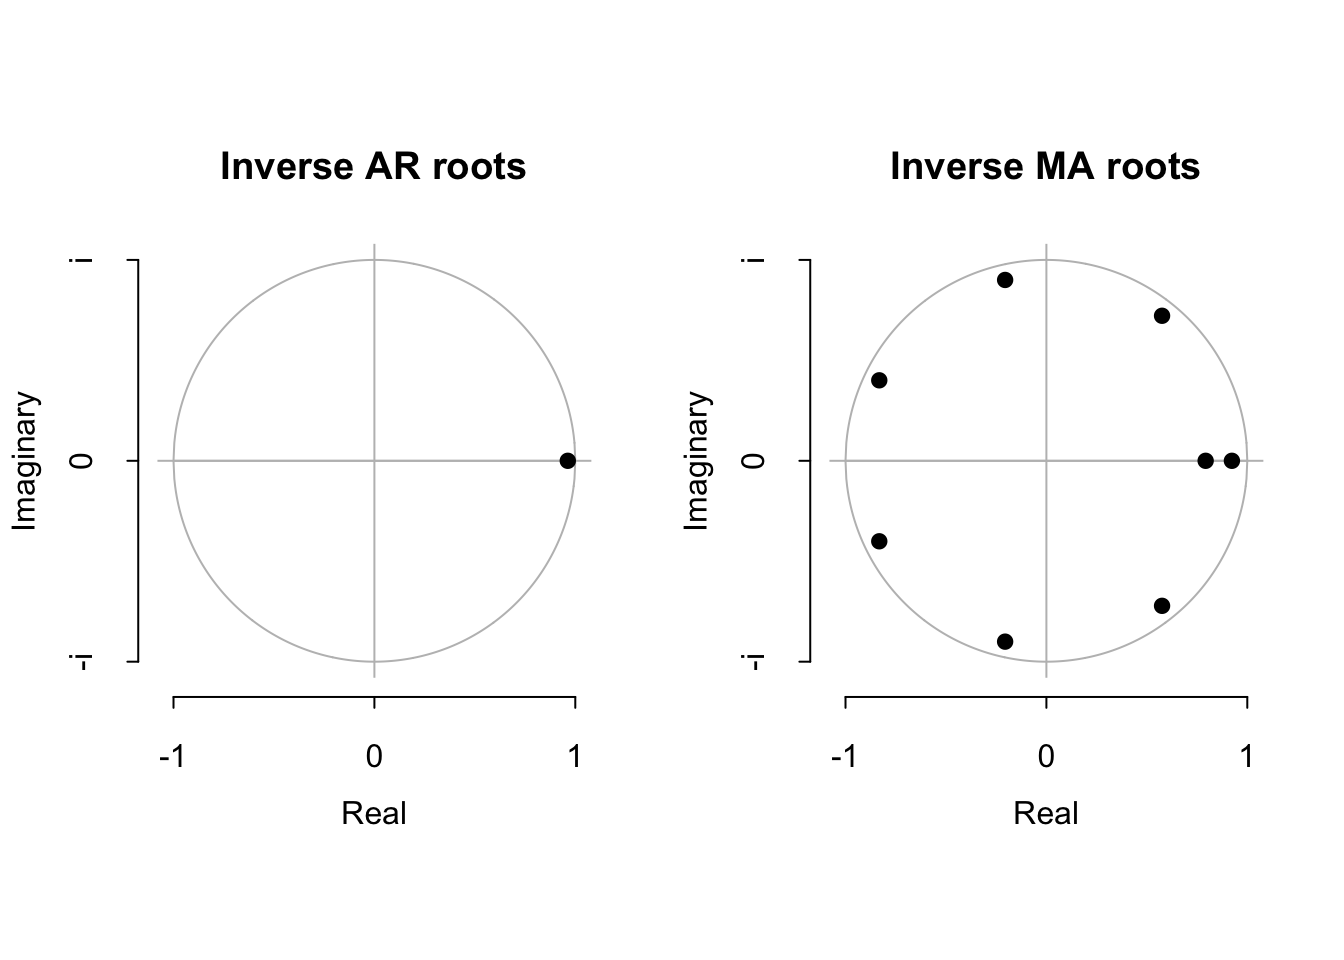 Inverse AR roots
Imaginary
i
0
-i
-1 0 1
Real
Inverse MA roots
Imaginary
i
0
-i
-1 0 1
Real